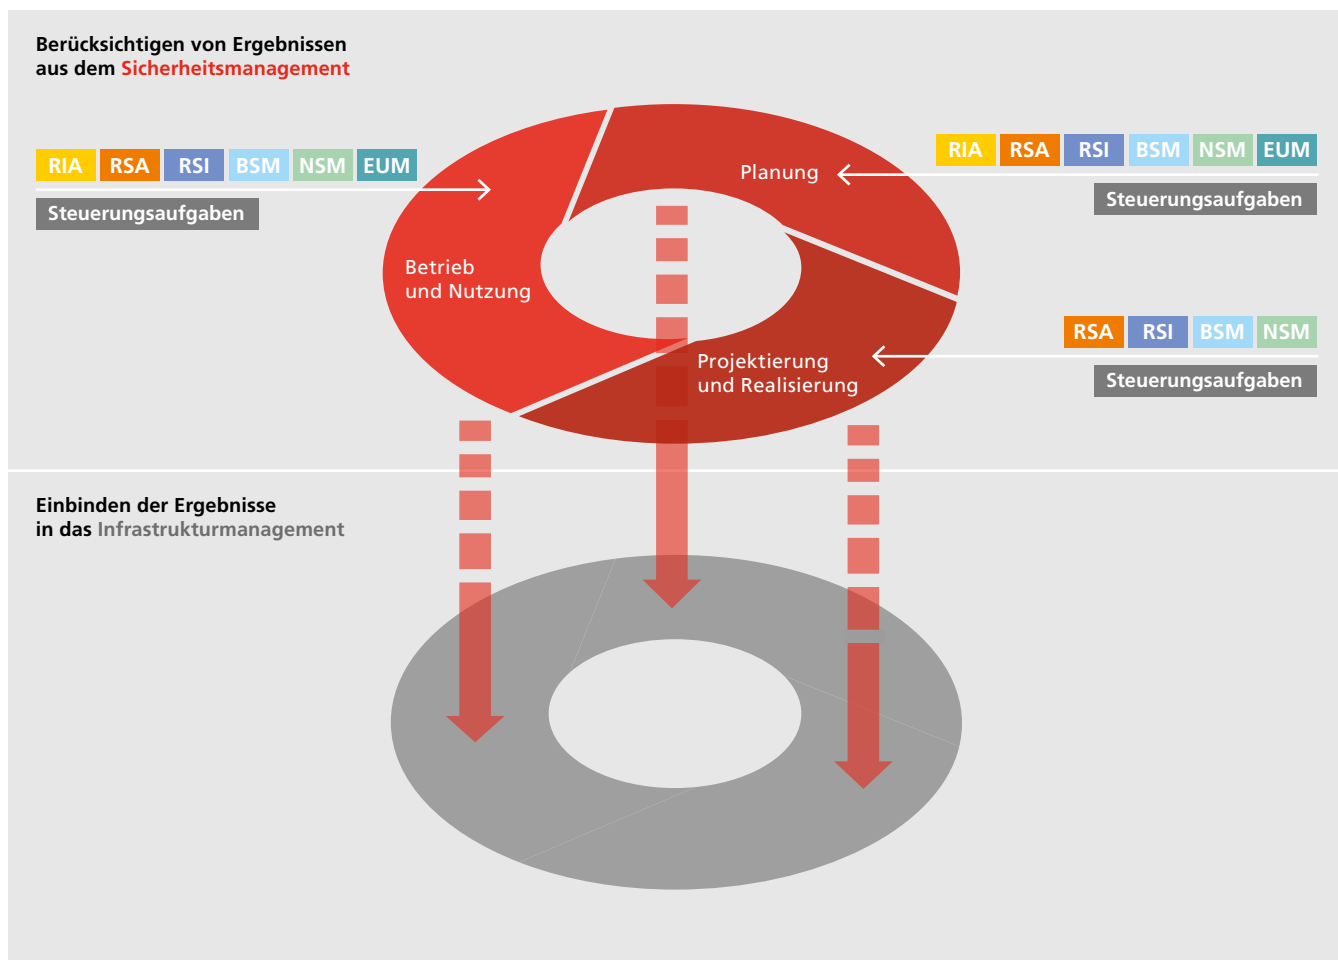 Berücksichtigen von Ergebnissen
aus dem Sicherheitsmanagement
RIA RSA RSI BSM NSM EUM
Steuerungsaufgaben
RIA RSA RSI BSM NSM EUM
Steuerungsaufgaben
Planung
Betrieb
und Nutzung
RSA RSI BSM NSM
Steuerungsaufgaben
Projektierung
und Realisierung
Einbinden der Ergebnisse
in das Infrastrukturmanagement